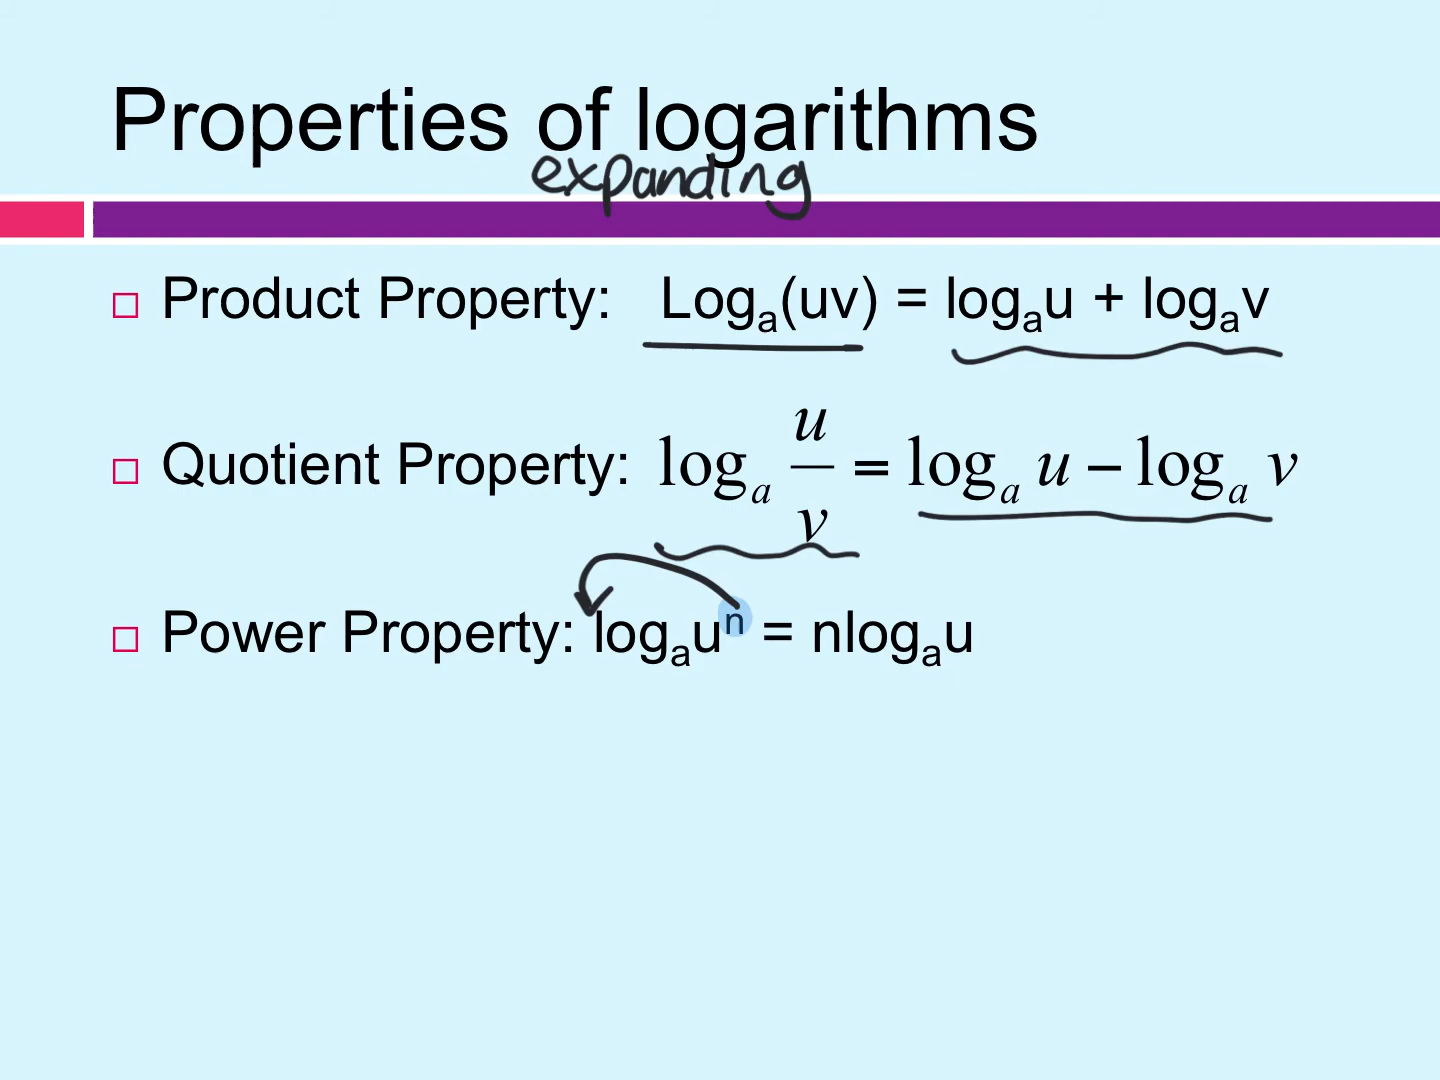 Properties of logarithms
expanding
Product Property: Logₐ(uv) = logₐu + logₐv
Quotient Property: logₐ u/v = logₐ u – logₐ v
Power Property: logₐuⁿ = nlogₐu